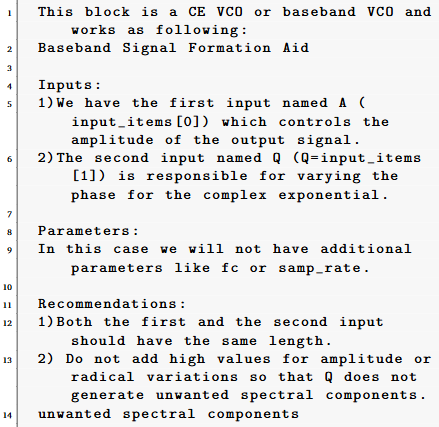 1 This block is a CE VCO or baseband VCO and
works as following:
2 Baseband Signal Formation Aid
3
4 Inputs:
5 1)We have the first input named A (
input_items[0]) which controls the
amplitude of the output signal.
6 2)The second input named Q (Q=input_items
[1]) is responsible for varying the
phase for the complex exponential.
7
8 Parameters:
9 In this case we will not have additional
parameters like fc or samp_rate.
10
11 Recommendations:
12 1)Both the first and the second input
should have the same length.
13 2) Do not add high values for amplitude or
radical variations so that Q does not
generate unwanted spectral components.
14 unwanted spectral components